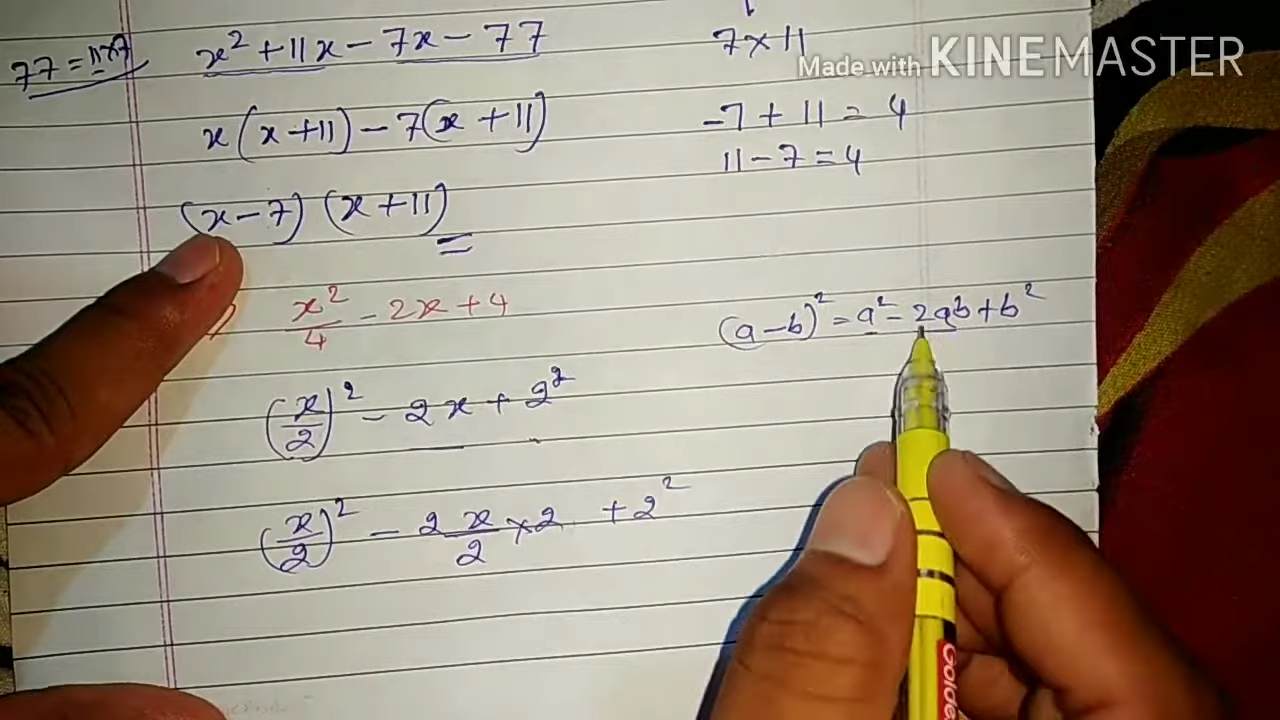 77 = 11×7
x² + 11x - 7x - 77
7 × 11
Made with KINEMASTER
x(x + 11) - 7(x + 11)
-7 + 11 = 4
11 - 7 = 4
(x - 7) (x + 11)
x²/4 - 2x + 4
(a - b)² = a² - 2ab + b²
(x/2)² - 2x + 2²
(x/2)² - 2 x/2 × 2 + 2²
Golde